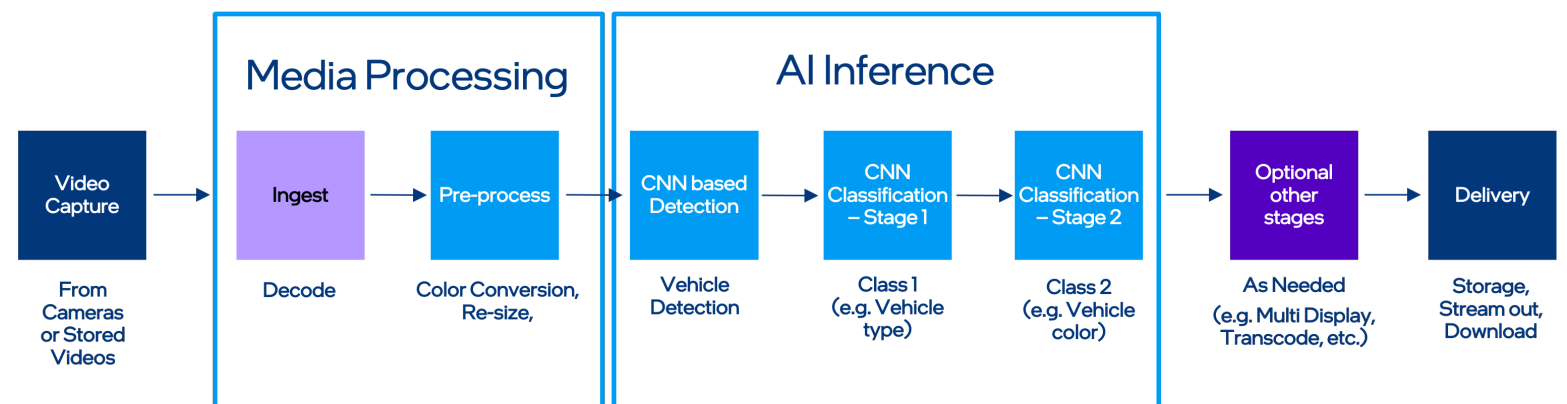 Media Processing
AI Inference
Video
Capture
Ingest
Pre-process
CNN based
Detection
CNN
Classification
– Stage 1
CNN
Classification
– Stage 2
Optional
other
stages
Delivery
From
Cameras
or Stored
Videos
Decode
Color Conversion,
Re-size,
Vehicle
Detection
Class 1
(e.g. Vehicle
type)
Class 2
(e.g. Vehicle
color)
As Needed
(e.g. Multi Display,
Transcode, etc.)
Storage,
Stream out,
Download